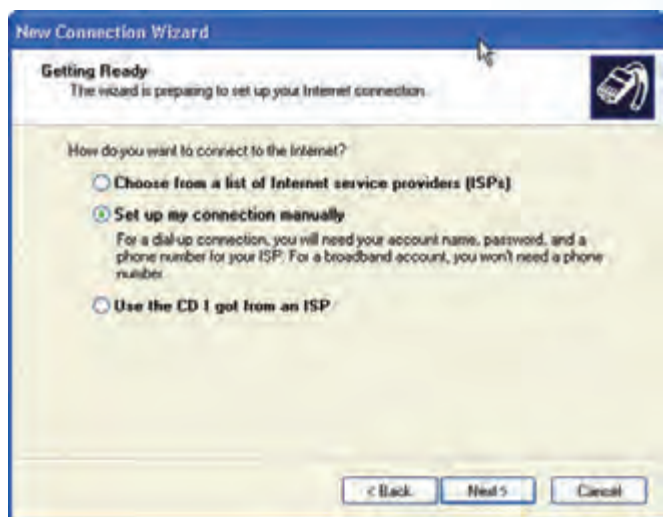 New Connection Wizard
Getting Ready
The wizard is preparing to set up your Internet connection.
How do you want to connect to the Internet?
Choose from a list of Internet service providers (ISPs)
Set up my connection manually
For a dial-up connection, you will need your account name, password, and a
phone number for your ISP. For a broadband account, you won't need a phone
number.
Use the CD I got from an ISP
< Back
Next >
Cancel